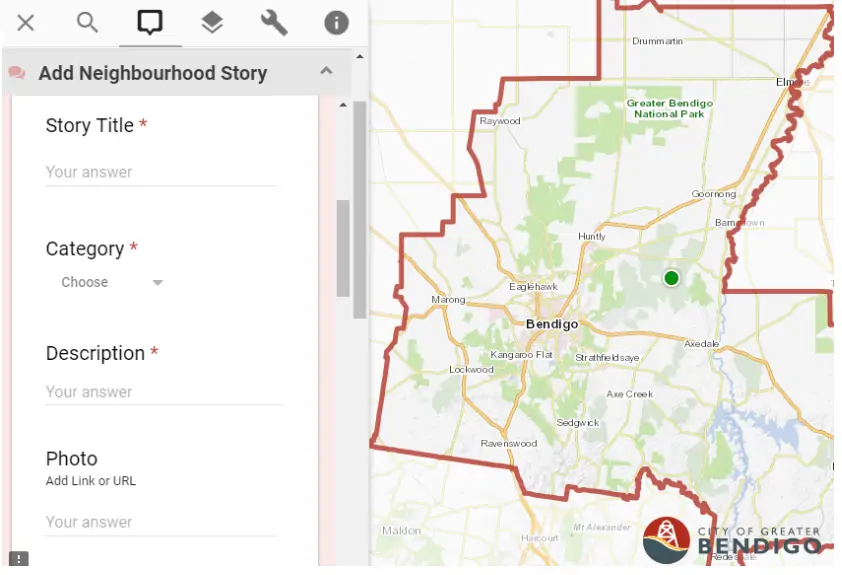 Add Neighbourhood Story
Story Title *
Your answer
Category *
Choose
Description *
Your answer
Photo
Add Link or URL
Your answer
Drummartin
Elmore
Greater Bendigo
National Park
Raywood
Goornong
Barnadown
Huntly
Eaglehawk
Marong
Bendigo
Axedale
Kangaroo Flat
Strathfieldsaye
Lockwood
Axe Creek
Sedgwick
Ravenswood
Maldon
Mt Alexander
Harcourt
CITY OF GREATER
BENDIGO
Redesdale